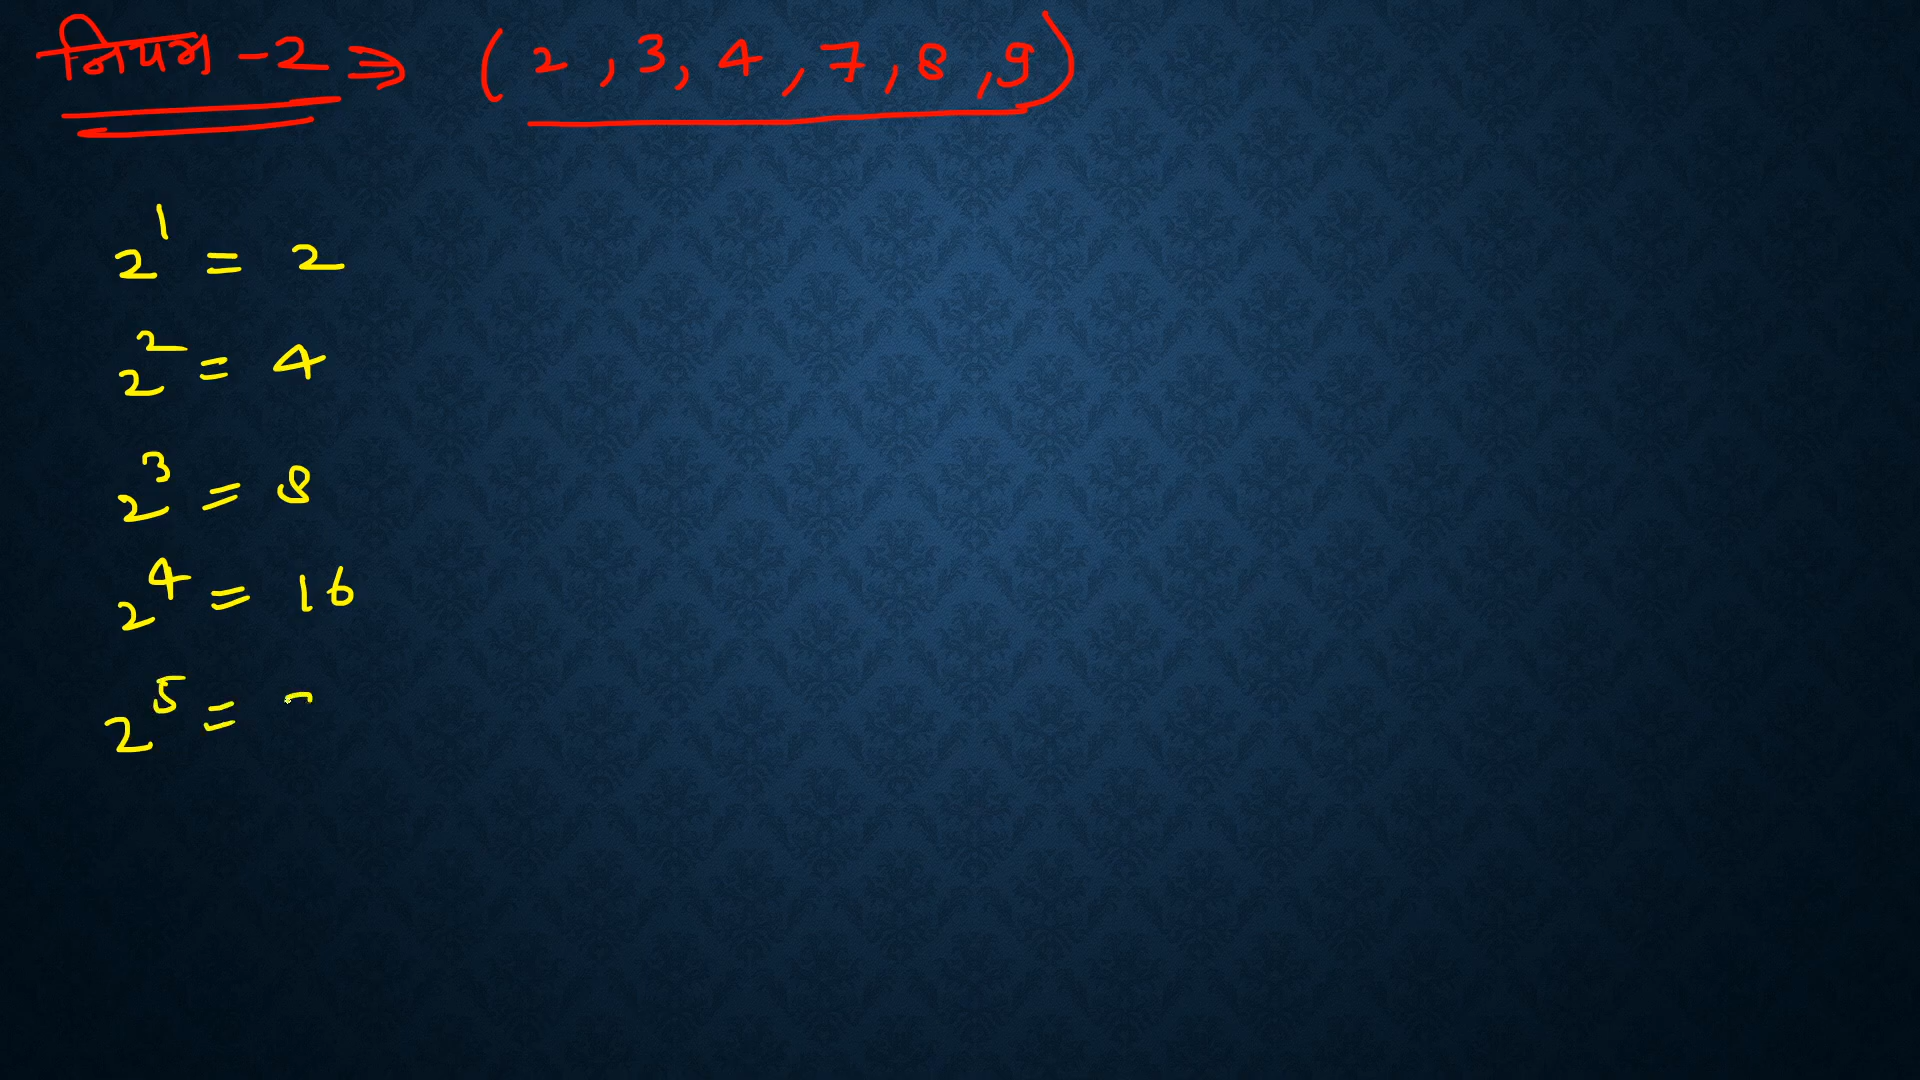 नियम -2 ⇒ (2, 3, 4, 7, 8, 9)
2¹ = 2
2² = 4
2³ = 8
2⁴ = 16
2⁵ =